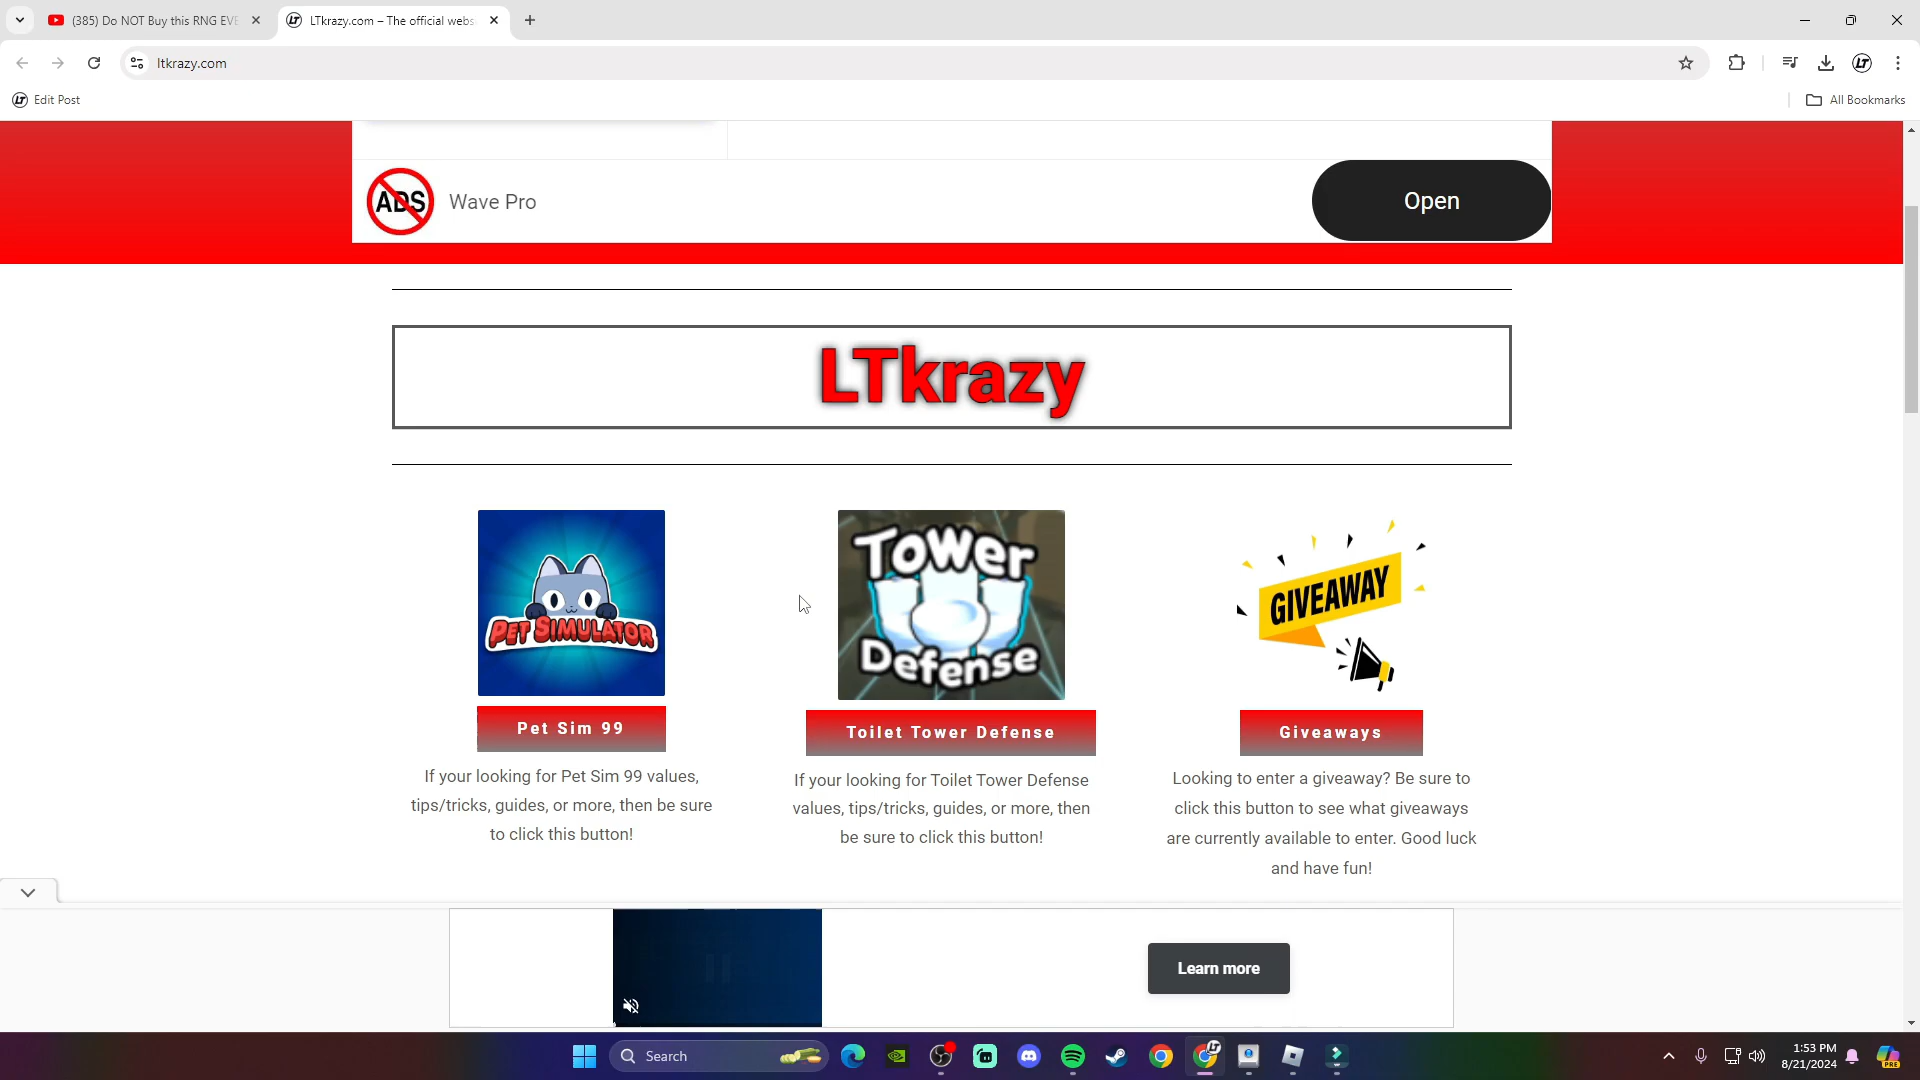 (385) Do NOT Buy this RNG EVE
LTkrazy.com – The official webs
ltkrazy.com
Edit Post
All Bookmarks
ADS
Wave Pro
Open
LTkrazy
PET SIMULATOR
Tower
Defense
GIVEAWAY
Pet Sim 99
Toilet Tower Defense
Giveaways
If your looking for Pet Sim 99 values,
tips/tricks, guides, or more, then be sure
to click this button!
If your looking for Toilet Tower Defense
values, tips/tricks, guides, or more, then
be sure to click this button!
Looking to enter a giveaway? Be sure to
click this button to see what giveaways
are currently available to enter. Good luck
and have fun!
Learn more
Search
1:53 PM
8/21/2024
PRE